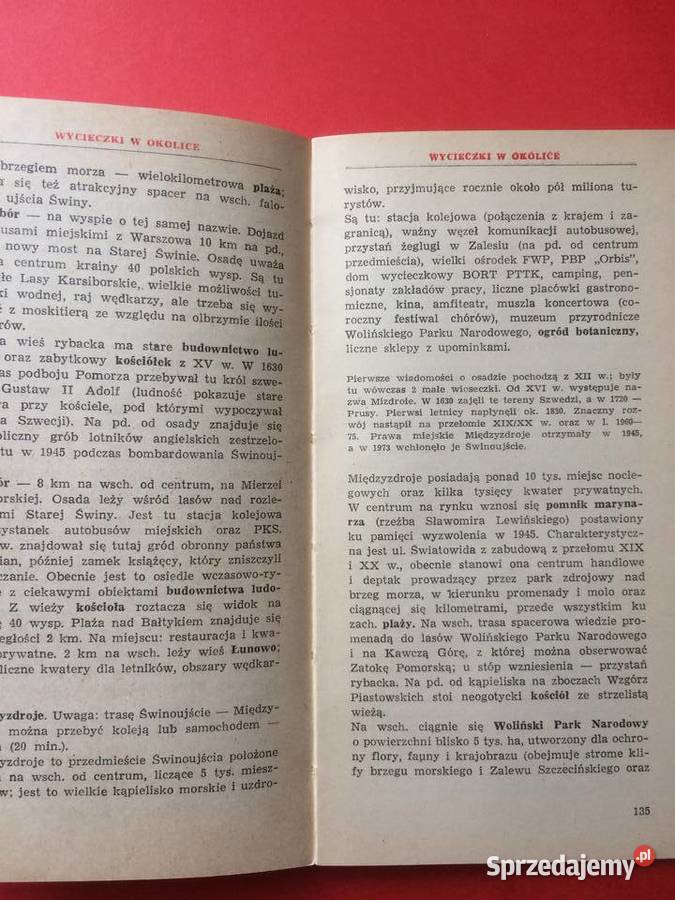 WYCIECZKI W OKOLICE
brzegiem morza — wielokilometrowa plaża;
się też atrakcyjny spacer na wsch. falo-
ujścia Świny.
bór — na wyspie o tej samej nazwie. Dojazd
usami miejskimi z Warszowa 10 km na pd.,
nowy most na Starej Świnie. Osadę uważa
a centrum krainy 40 polskich wysp. Są tu
łe Lasy Karsiborskie, wielkie możliwości tu-
ki wodnej, raj wędkarzy, ale trzeba się wy-
ć z moskitierą ze względu na olbrzymie ilości
rów.
a wieś rybacka ma stare budownictwo lu-
oraz zabytkowy kościółek z XV w. W 1630
as podboju Pomorza przebywał tu król szwe-
Gustaw II Adolf (ludność pokazuje stare
wa przy kościele, pod którymi wypoczywał
a Szwecji). Na pd. od osady znajduje się
oliczny grób lotników angielskich zestrzelo-
tu w 1945 podczas bombardowania Świnouj-
ór — 8 km na wsch. od centrum, na Mierzei
orskiej. Osada leży wśród lasów nad rozle-
mi Starej Świny. Jest tu stacja kolejowa
zystanek autobusów miejskich oraz PKS.
w. znajdował się tutaj gród obronny państwa
ian, później zamek książęcy, który zniszczyli
czanie. Obecnie jest to osiedle wczasowo-ry-
e z ciekawymi obiektami budownictwa ludo-
Z wieży kościoła roztacza się widok na
40 wysp. Plaża nad Bałtykiem znajduje się
egłości 2 km. Na miejscu: restauracja i kwa-
prywatne. 2 km na wsch. leży wieś Łunowo;
liczne kwatery dla letników, obszary wędkar-
zyzdroje. Uwaga: trasę Świnoujście — Między-
można przebyć koleją lub samochodem —
(20 min.).
zyzdroje to przedmieście Świnoujścia położone
na wsch. od centrum, liczące 5 tys. miesz-
w; jest to wielkie kąpielisko morskie i uzdro-
WYCIECZKI W OKOLICE
wisko, przyjmujące rocznie około pół miliona tu-
rystów.
Są tu: stacja kolejowa (połączenia z krajem i za-
granicą), ważny węzeł komunikacji autobusowej,
przystań żeglugi w Zalesiu (na pd. od centrum
przedmieścia), wielki ośrodek FWP, PBP „Orbis”,
dom wycieczkowy BORT PTTK, camping, pen-
sjonaty zakładów pracy, liczne placówki gastrono-
miczne, kina, amfiteatr, muszla koncertowa (co-
roczny festiwal chórów), muzeum przyrodnicze
Wolińskiego Parku Narodowego, ogród botaniczny,
liczne sklepy z upominkami.
Pierwsze wiadomości o osadzie pochodzą z XII w.; były
tu wówczas 2 małe wioseczki. Od XVI w. występuje na-
zwa Mizdroie. W 1630 zajęli te tereny Szwedzi, a w 1720 —
Prusy. Pierwsi letnicy napłynęli ok. 1830. Znaczny roz-
wój nastąpił na przełomie XIX/XX w. oraz w l. 1960—
75. Prawa miejskie Międzyzdroje otrzymały w 1945,
a w 1973 wchłonęło je Świnoujście.
Międzyzdroje posiadają ponad 10 tys. miejsc nocle-
gowych oraz kilka tysięcy kwater prywatnych.
W centrum na rynku wznosi się pomnik maryna-
rza (rzeźba Sławomira Lewińskiego) postawiony
ku pamięci wyzwolenia w 1945. Charakterystycz-
na jest ul. Światowida z zabudową z przełomu XIX
i XX w., obecnie stanowi ona centrum handlowe
i deptak prowadzący przez park zdrojowy nad
brzeg morza, w kierunku promenady i molo oraz
ciągnącej się kilometrami, przede wszystkim ku
zach. plaży. Na wsch. trasa spacerowa wiedzie pro-
menadą do lasów Wolińskiego Parku Narodowego
i na Kawczą Górę, z której można obserwować
Zatokę Pomorską; u stóp wzniesienia — przystań
rybacka. Na pd. od kąpieliska na zboczach Wzgórz
Piastowskich stoi neogotycki kościół ze strzelistą
wieżą.
Na wsch. ciągnie się Woliński Park Narodowy
o powierzchni blisko 5 tys. ha, utworzony dla ochro-
ny flory, fauny i krajobrazu (obejmuje strome kli-
fy brzegu morskiego i Zalewu Szczecińskiego oraz
135
Sprzedajemy.pl